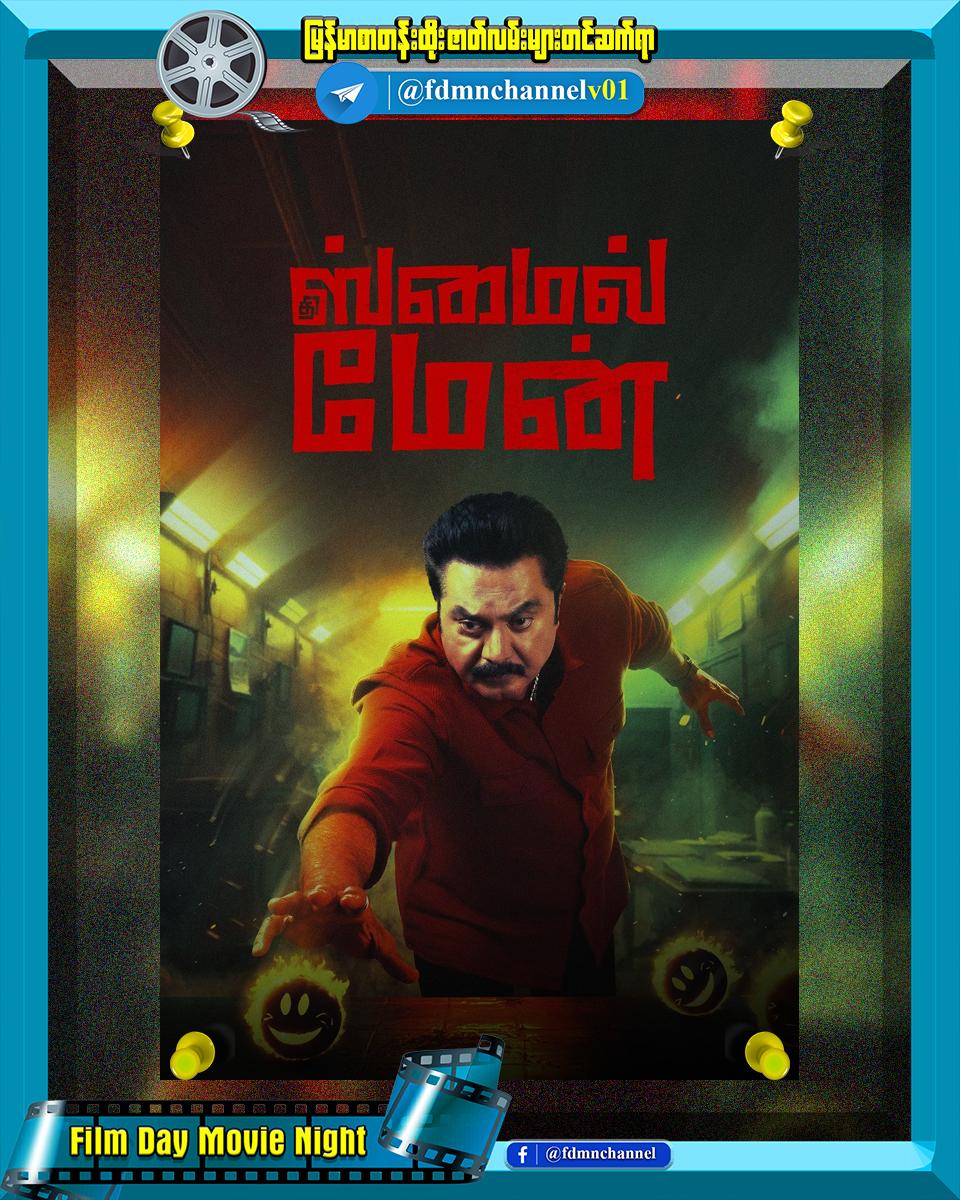 မြန်မာစာတန်းထိုးဇာတ်လမ်းများတင်ဆက်ရာ
@fdmnchannelv01
தி
ஸ்மைல்
மேன்
Film Day Movie Night
f @fdmnchannel